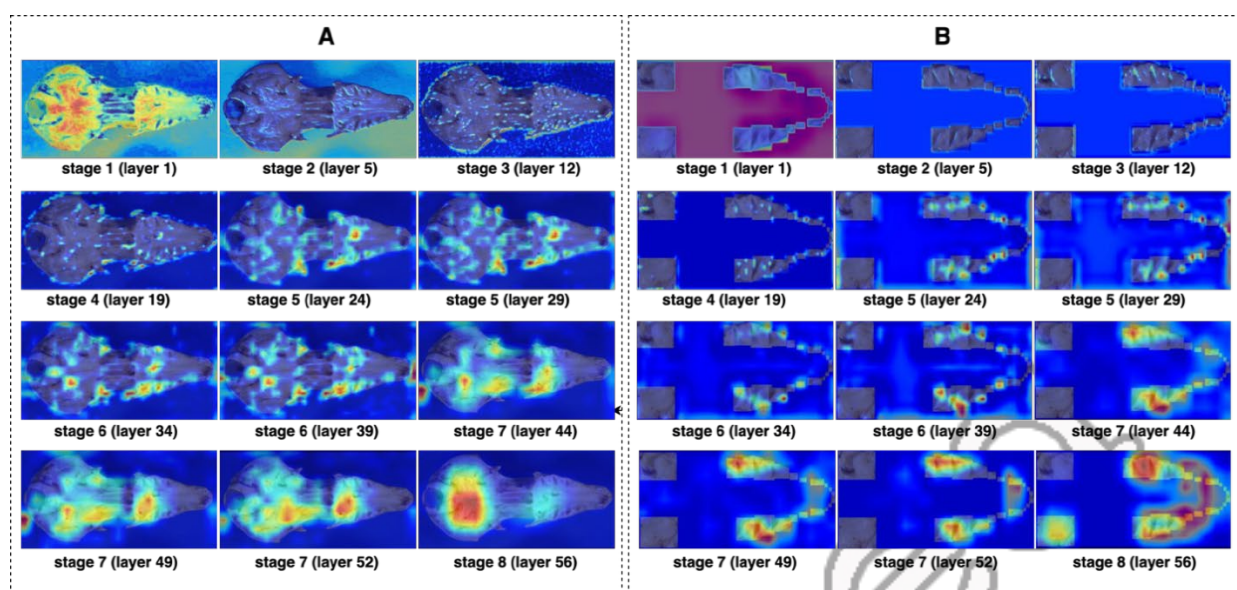 A
stage 1 (layer 1) stage 2 (layer 5) stage 3 (layer 12)
stage 4 (layer 19) stage 5 (layer 24) stage 5 (layer 29)
stage 6 (layer 34) stage 6 (layer 39) stage 7 (layer 44)
stage 7 (layer 49) stage 7 (layer 52) stage 8 (layer 56)
B
stage 1 (layer 1) stage 2 (layer 5) stage 3 (layer 12)
stage 4 (layer 19) stage 5 (layer 24) stage 5 (layer 29)
stage 6 (layer 34) stage 6 (layer 39) stage 7 (layer 44)
stage 7 (layer 49) stage 7 (layer 52) stage 8 (layer 56)